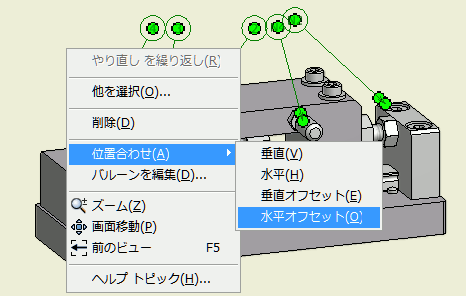 やり直し を繰り返し(R)
他を選択(O)...
削除(D)
位置合わせ(A)
バルーンを編集(D)...
ズーム(Z)
画面移動(P)
前のビュー F5
ヘルプ トピック(H)...
垂直(V)
水平(H)
垂直オフセット(E)
水平オフセット(O)